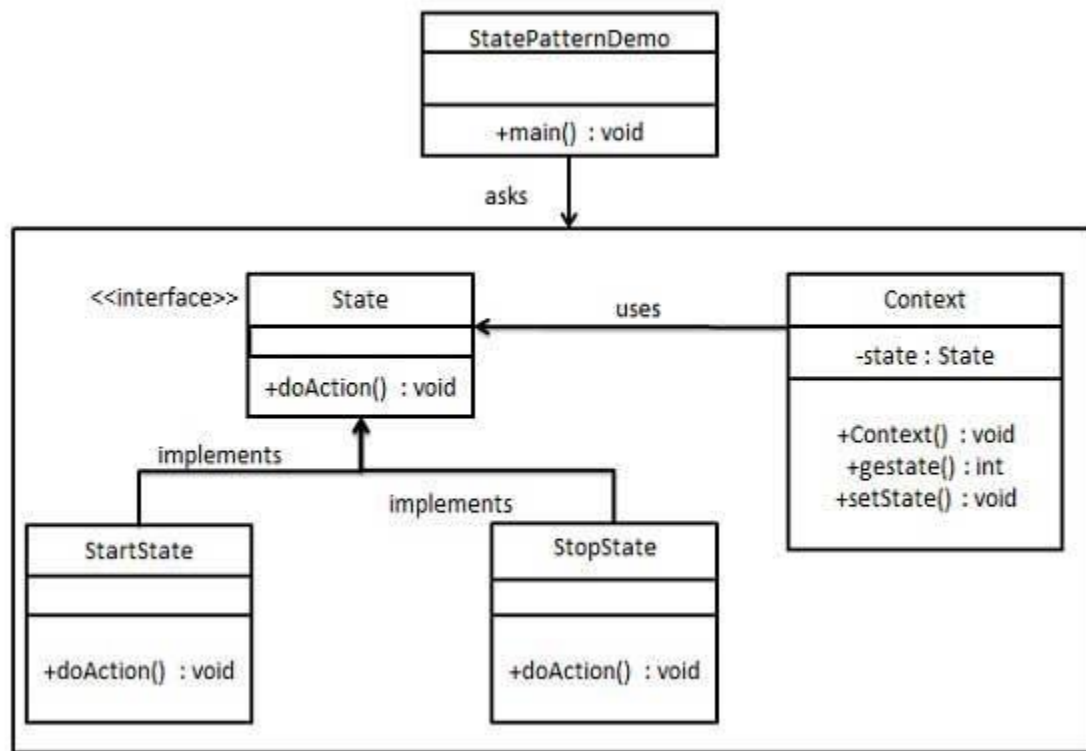 StatePatternDemo
+main() : void
asks
<<interface>>
State
+doAction() : void
uses
Context
-state : State
+Context() : void
+gestate() : int
+setState() : void
implements
implements
StartState
+doAction() : void
StopState
+doAction() : void